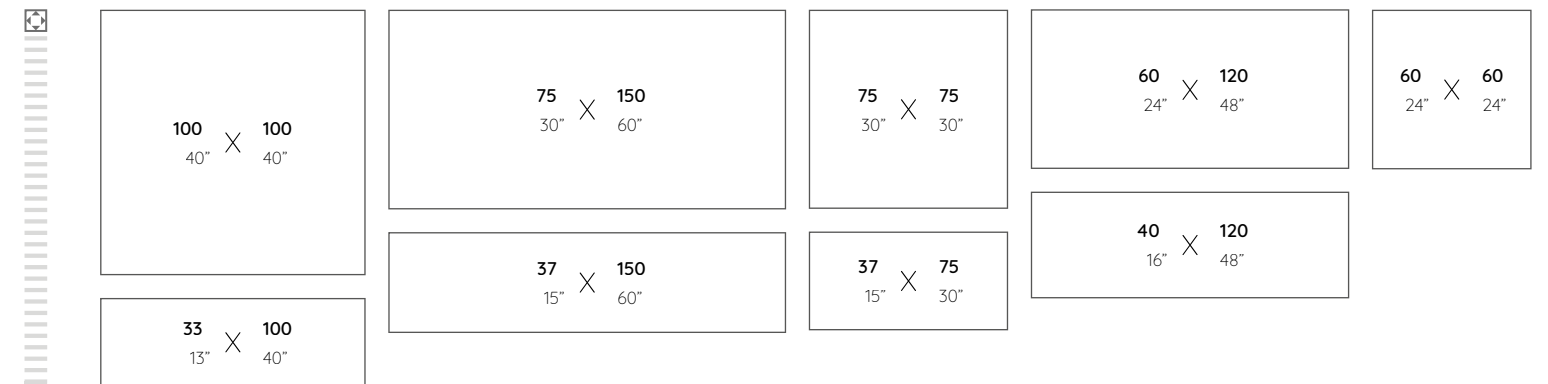 100 X 100
40” 40”
75 X 150
30” 60”
75 X 75
30” 30”
60 X 120
24” 48”
60 X 60
24” 24”
40 X 120
16” 48”
37 X 150
15” 60”
37 X 75
15” 30”
33 X 100
13” 40”